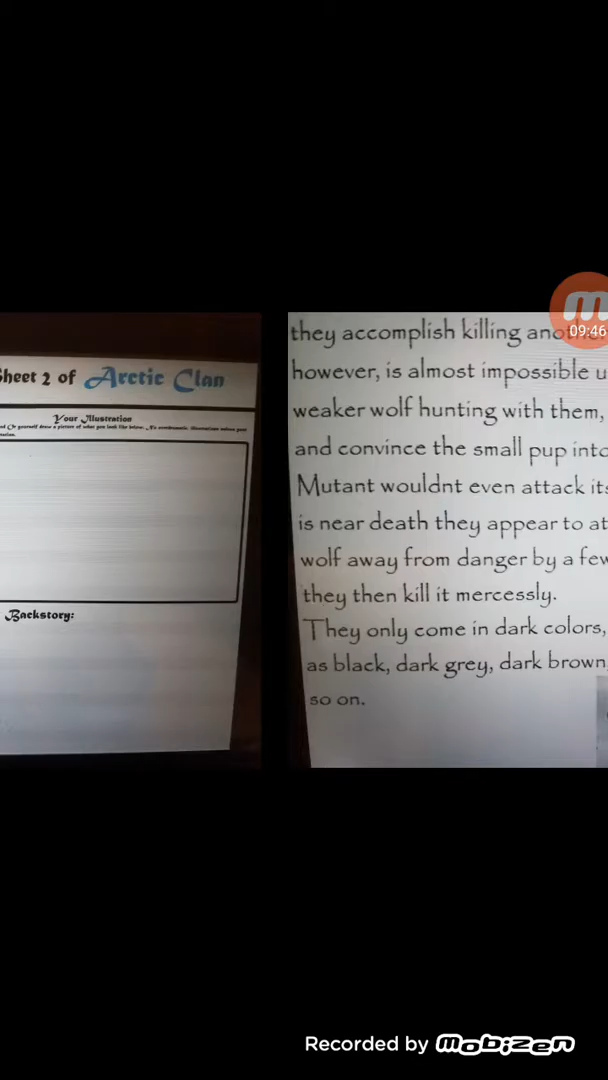 Sheet 2 of Arctic Clan
Your Illustration
Backstory:
they accomplish killing
however, is almost impossible
weaker wolf hunting with them,
and convince the small pup into
Mutant wouldnt even attack
is near death they appear to
wolf away from danger by a few
they then kill it mercessly.
They only come in dark colors,
as black, dark grey, dark brown
so on.
09:46
Recorded by mobizen